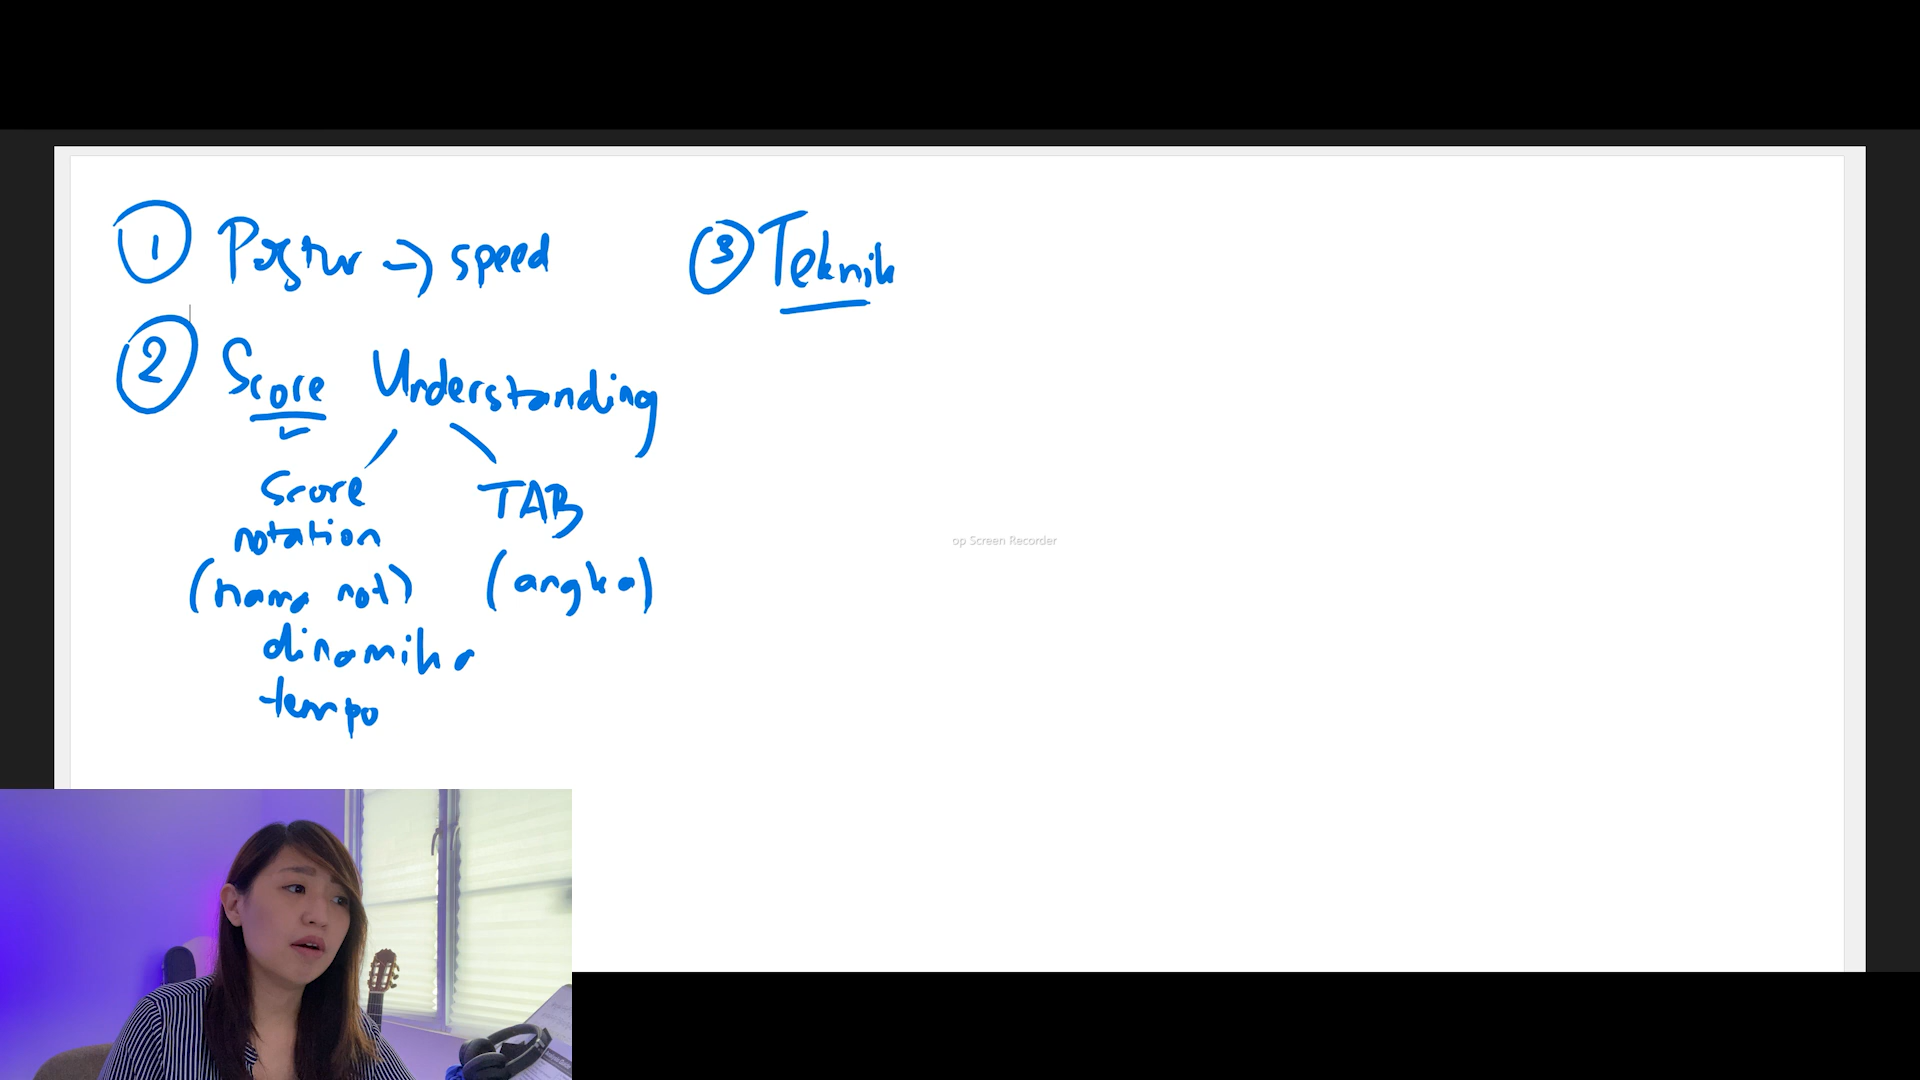 1 Postur → speed
2 Score Understanding
Score notation
(nama not)
dinamika
tempo
TAB
(angka)
3 Teknik
op Screen Recorder